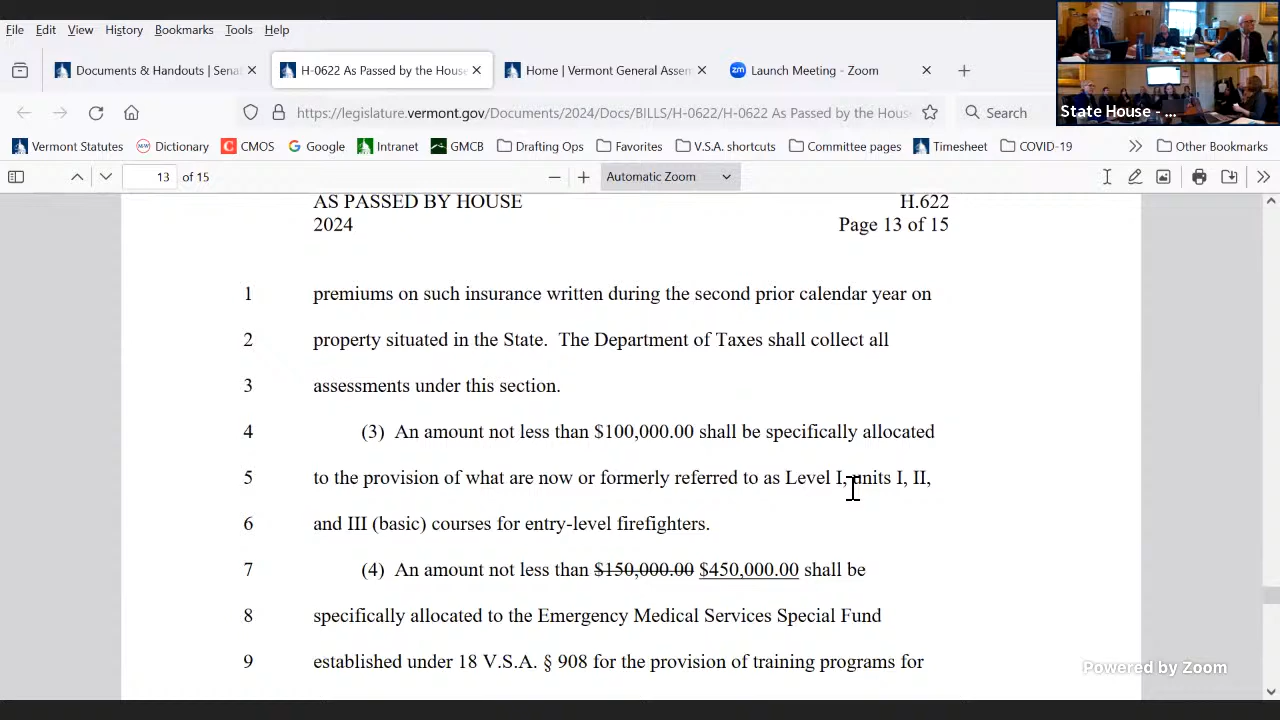 File Edit View History Bookmarks Tools Help
Documents & Handouts | Sena
H-0622 As Passed by the Hous
Home | Vermont General Assem
zm Launch Meeting - Zoom
https://legislature.vermont.gov/Documents/2024/Docs/BILLS/H-0622/H-0622 As Passed by the Hous
Search
State House - ...
Vermont Statutes
Dictionary
C CMOS
G Google
Intranet
GMCB
Drafting Ops
Favorites
V.S.A. shortcuts
Committee pages
Timesheet
COVID-19
Other Bookmarks
13 of 15
Automatic Zoom
AS PASSED BY HOUSE H.622
2024 Page 13 of 15
1 premiums on such insurance written during the second prior calendar year on
2 property situated in the State. The Department of Taxes shall collect all
3 assessments under this section.
4 (3) An amount not less than $100,000.00 shall be specifically allocated
5 to the provision of what are now or formerly referred to as Level I, units I, II,
6 and III (basic) courses for entry-level firefighters.
7 (4) An amount not less than $150,000.00 $450,000.00 shall be
8 specifically allocated to the Emergency Medical Services Special Fund
9 established under 18 V.S.A. § 908 for the provision of training programs for
Powered by Zoom